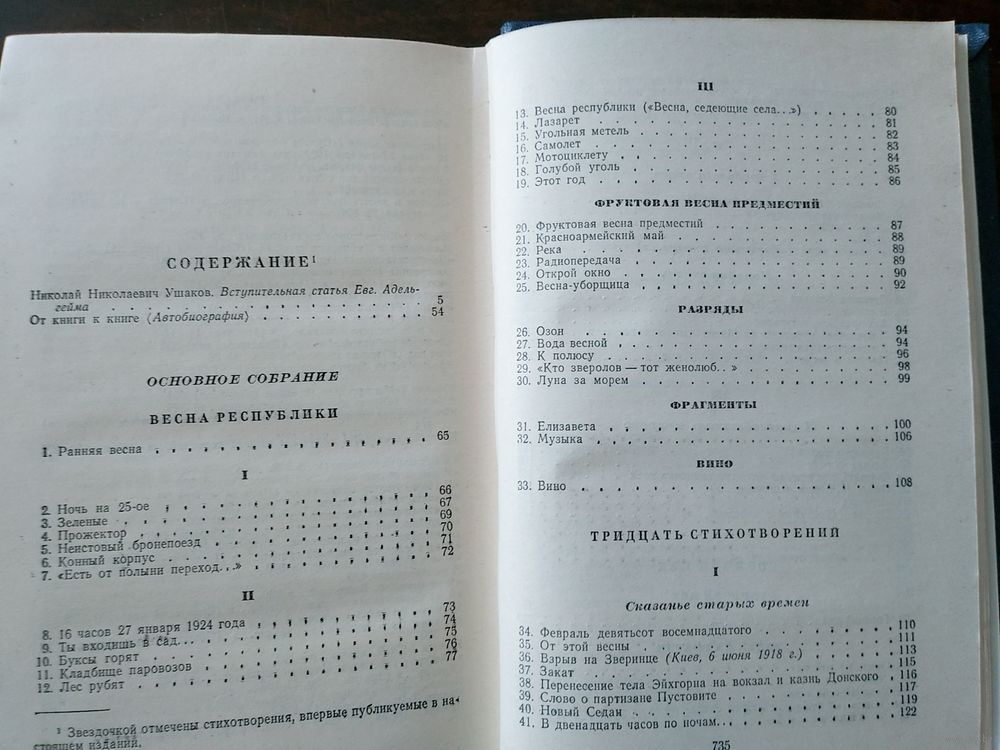 СОДЕРЖАНИЕ¹
Николай Николаевич Ушаков. Вступительная статья Евг. Адель-
гейма . . . . . . . . . . . . . . . . 5
От книги к книге (Автобиография) . . . . . . . . . . 54
ОСНОВНОЕ СОБРАНИЕ
ВЕСНА РЕСПУБЛИКИ
1. Ранняя весна . . . . . . . . . . . . . . 65
I
2. Ночь на 25-ое . . . . . . . . . . . . . . 66
3. Зеленые . . . . . . . . . . . . . . . . 67
4. Прожектор . . . . . . . . . . . . . . . 69
5. Неистовый бронепоезд . . . . . . . . . . . 70
6. Конный корпус . . . . . . . . . . . . . . 71
7. «Есть от полыни переход...» . . . . . . . . . . 72
II
8. 16 часов 27 января 1924 года . . . . . . . . . . 73
9. Ты входишь в сад... . . . . . . . . . . . . 74
10. Буксы горят . . . . . . . . . . . . . . 75
11. Кладбище паровозов . . . . . . . . . . . . 76
12. Лес рубят . . . . . . . . . . . . . . . 77
¹ Звездочкой отмечены стихотворения, впервые публикуемые в на-
стоящем издании.
III
13. Весна республики («Весна, седеющие села...») . . . . . 80
14. Лазарет . . . . . . . . . . . . . . . . 81
15. Угольная метель . . . . . . . . . . . . . 82
16. Самолет . . . . . . . . . . . . . . . . 83
17. Мотоциклету . . . . . . . . . . . . . . 84
18. Голубой уголь . . . . . . . . . . . . . . 85
19. Этот год . . . . . . . . . . . . . . . 86
ФРУКТОВАЯ ВЕСНА ПРЕДМЕСТИЙ
20. Фруктовая весна предместий . . . . . . . . . . 87
21. Красноармейский май . . . . . . . . . . . . 88
22. Река . . . . . . . . . . . . . . . . . 89
23. Радиопередача . . . . . . . . . . . . . . 89
24. Открой окно . . . . . . . . . . . . . . 90
25. Весна-уборщица . . . . . . . . . . . . . 92
РАЗРЯДЫ
26. Озон . . . . . . . . . . . . . . . . . 94
27. Вода весной . . . . . . . . . . . . . . 94
28. К полюсу . . . . . . . . . . . . . . . 96
29. «Кто зверолов — тот женолюб.. » . . . . . . . . . 98
30. Луна за морем . . . . . . . . . . . . . . 99
ФРАГМЕНТЫ
31. Елизавета . . . . . . . . . . . . . . . 100
32. Музыка . . . . . . . . . . . . . . . . 106
ВИНО
33. Вино . . . . . . . . . . . . . . . . . 108
ТРИДЦАТЬ СТИХОТВОРЕНИЙ
I
Сказанье старых времен
34. Февраль девятьсот восемнадцатого . . . . . . . . 110
35. От этой весны . . . . . . . . . . . . . . 111
36. Взрыв на Зверинце (Киев, 6 июня 1918 г.) . . . . . . 113
37. Закат . . . . . . . . . . . . . . . . . 115
38. Перенесение тела Эйхгорна на вокзал и казнь Донского . 116
39. Слово о партизане Пустовите . . . . . . . . . . 117
40. Новый Седан . . . . . . . . . . . . . . 119
41. В двенадцать часов по ночам... . . . . . . . . . 122
735